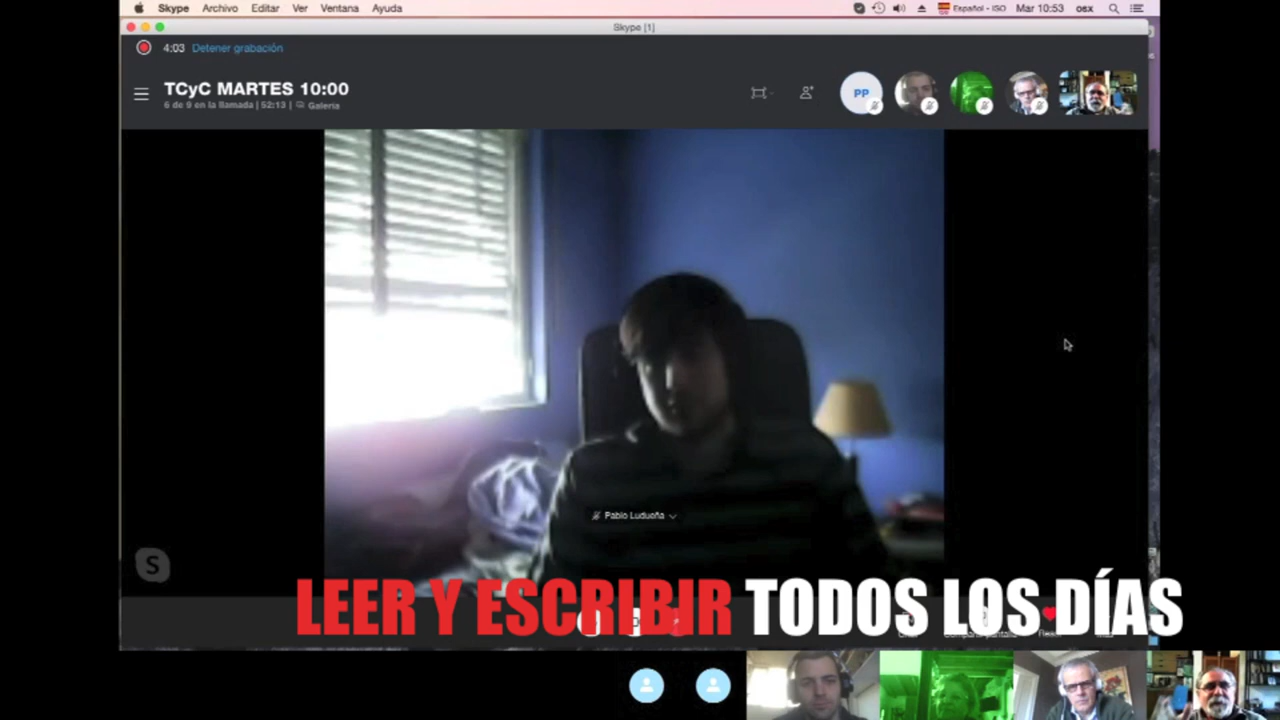 Skype Archivo Editar Ver Ventana Ayuda
Español - ISO Mar 10:53 osx
Skype [1]
4:03 Detener grabación
TCyC MARTES 10:00
6 de 9 en la llamada | 52:13 | Galería
PP
Pablo Ludueña
S
LEER Y ESCRIBIR TODOS LOS DÍAS